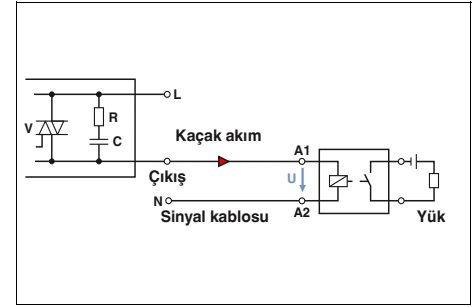 L
R
V
C
Kaçak akım
A1
Çıkış
U
N
A2
Sinyal kablosu
Yük